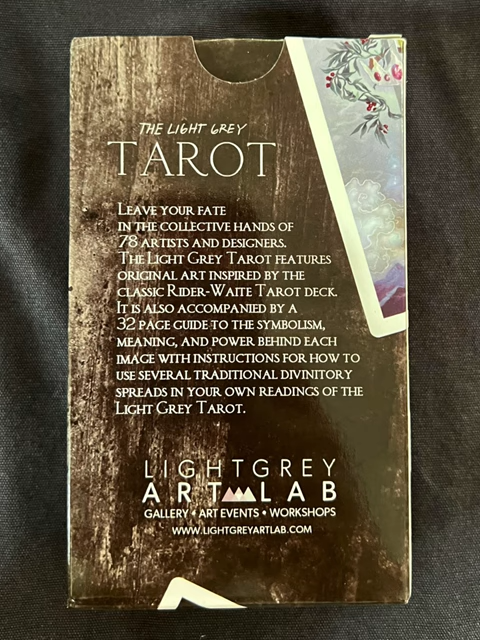 THE LIGHT GREY
TAROT
LEAVE YOUR FATE
IN THE COLLECTIVE HANDS OF
78 ARTISTS AND DESIGNERS.
THE LIGHT GREY TAROT FEATURES
ORIGINAL ART INSPIRED BY THE
CLASSIC RIDER-WAITE TAROT DECK.
IT IS ALSO ACCOMPANIED BY A
32 PAGE GUIDE TO THE SYMBOLISM,
MEANING, AND POWER BEHIND EACH
IMAGE WITH INSTRUCTIONS FOR HOW TO
USE SEVERAL TRADITIONAL DIVINITORY
SPREADS IN YOUR OWN READINGS OF THE
LIGHT GREY TAROT.
LIGHTGREY
ART LAB
GALLERY • ART EVENTS • WORKSHOPS
WWW.LIGHTGREYARTLAB.COM